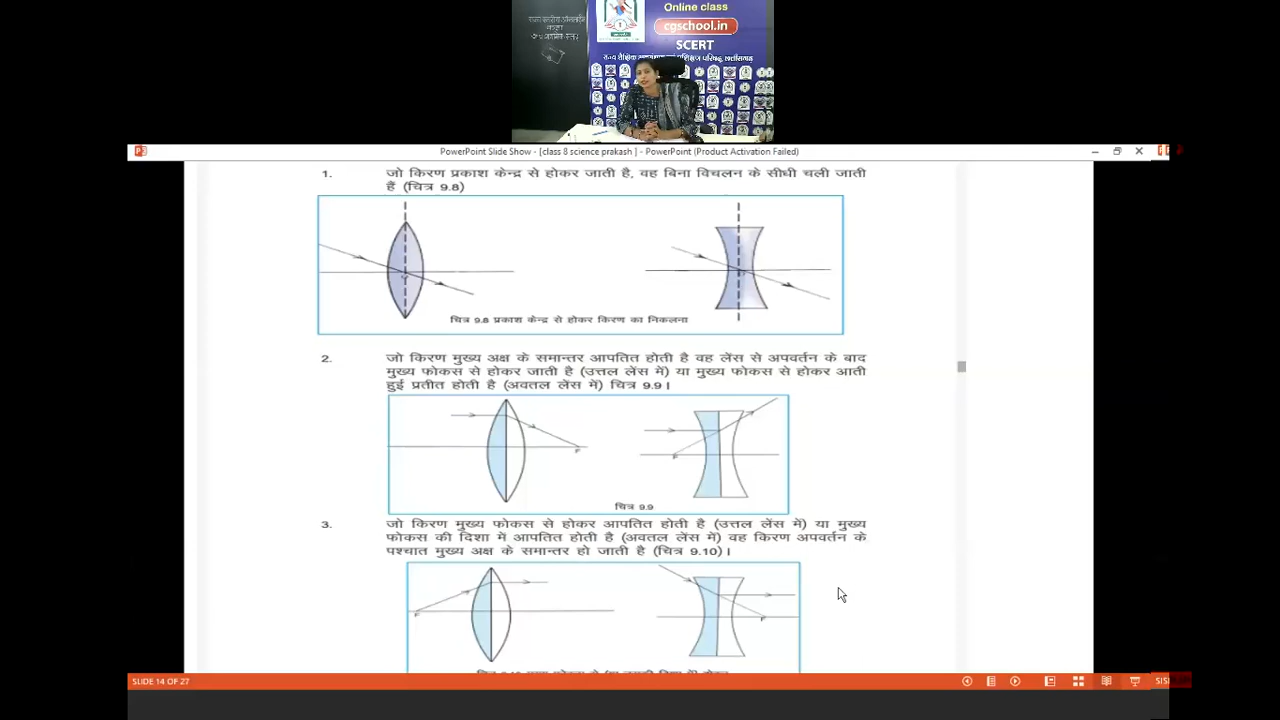 Online class
cgschool.in
SCERT
PowerPoint Slide Show - [class 8 science prakash ] - PowerPoint (Product Activation Failed)
1. जो किरण प्रकाश केन्द्र से होकर जाती है, वह बिना विचलन के सीधी चली जाती
हैं (चित्र 9.8)
चित्र 9.8 प्रकाश केन्द्र से होकर किरण का निकलना
2. जो किरण मुख्य अक्ष के समान्तर आपतित होती है वह लेंस से अपवर्तन के बाद
मुख्य फोकस से होकर जाती है (उत्तल लेंस में) या मुख्य फोकस से होकर आती
हुई प्रतीत होती है (अवतल लेंस में) चित्र 9.9।
F
F
चित्र 9.9
3. जो किरण मुख्य फोकस से होकर आपतित होती है (उत्तल लेंस में) या मुख्य
फोकस की दिशा में आपतित होती है (अवतल लेंस में) वह किरण अपवर्तन के
पश्चात मुख्य अक्ष के समान्तर हो जाती है (चित्र 9.10)।
F
F
SLIDE 14 OF 27